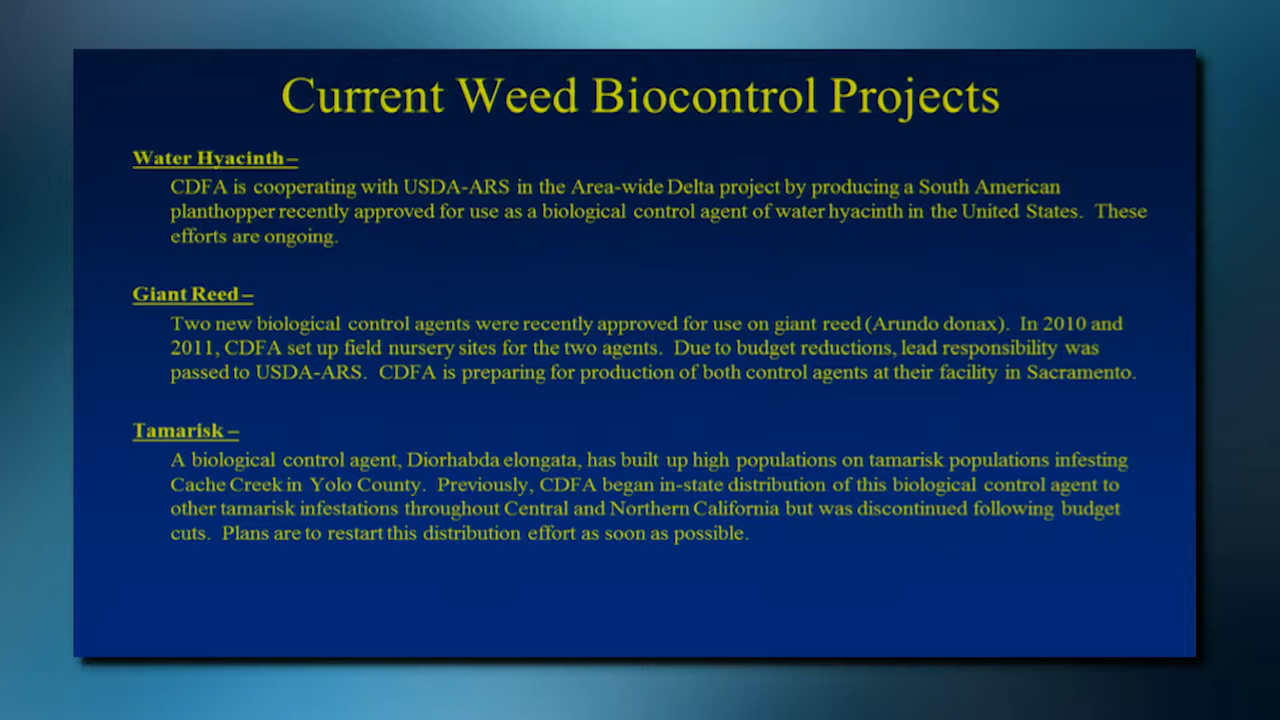 Current Weed Biocontrol Projects
Water Hyacinth –
CDFA is cooperating with USDA-ARS in the Area-wide Delta project by producing a South American
planthopper recently approved for use as a biological control agent of water hyacinth in the United States. These
efforts are ongoing.
Giant Reed –
Two new biological control agents were recently approved for use on giant reed (Arundo donax). In 2010 and
2011, CDFA set up field nursery sites for the two agents. Due to budget reductions, lead responsibility was
passed to USDA-ARS. CDFA is preparing for production of both control agents at their facility in Sacramento.
Tamarisk –
A biological control agent, Diorhabda elongata, has built up high populations on tamarisk populations infesting
Cache Creek in Yolo County. Previously, CDFA began in-state distribution of this biological control agent to
other tamarisk infestations throughout Central and Northern California but was discontinued following budget
cuts. Plans are to restart this distribution effort as soon as possible.